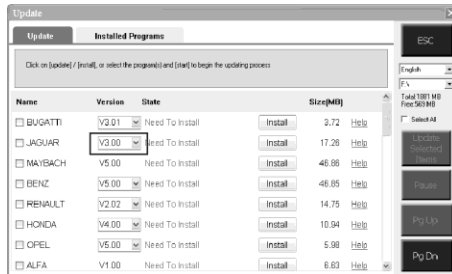 Update
Update Installed Programs
ESC
Click on [update] / [install], or select the program(s) and [start] to begin the updating process
English
F:\
Total:1081 MB
Free:569 MB
Select All
Name Version State Size(MB)
BUGATTI V3.01 Need To Install Install 3.72 Help
JAGUAR V3.00 Need To Install Install 17.26 Help
MAYBACH V5.00 Need To Install Install 46.86 Help
BENZ V5.00 Need To Install Install 46.85 Help
RENAULT V2.02 Need To Install Install 14.75 Help
HONDA V4.00 Need To Install Install 10.94 Help
OPEL V5.00 Need To Install Install 5.98 Help
ALFA V1.00 Need To Install Install 6.63 Help
Update
Selected
Items
Pause
Pg Up
Pg Dn